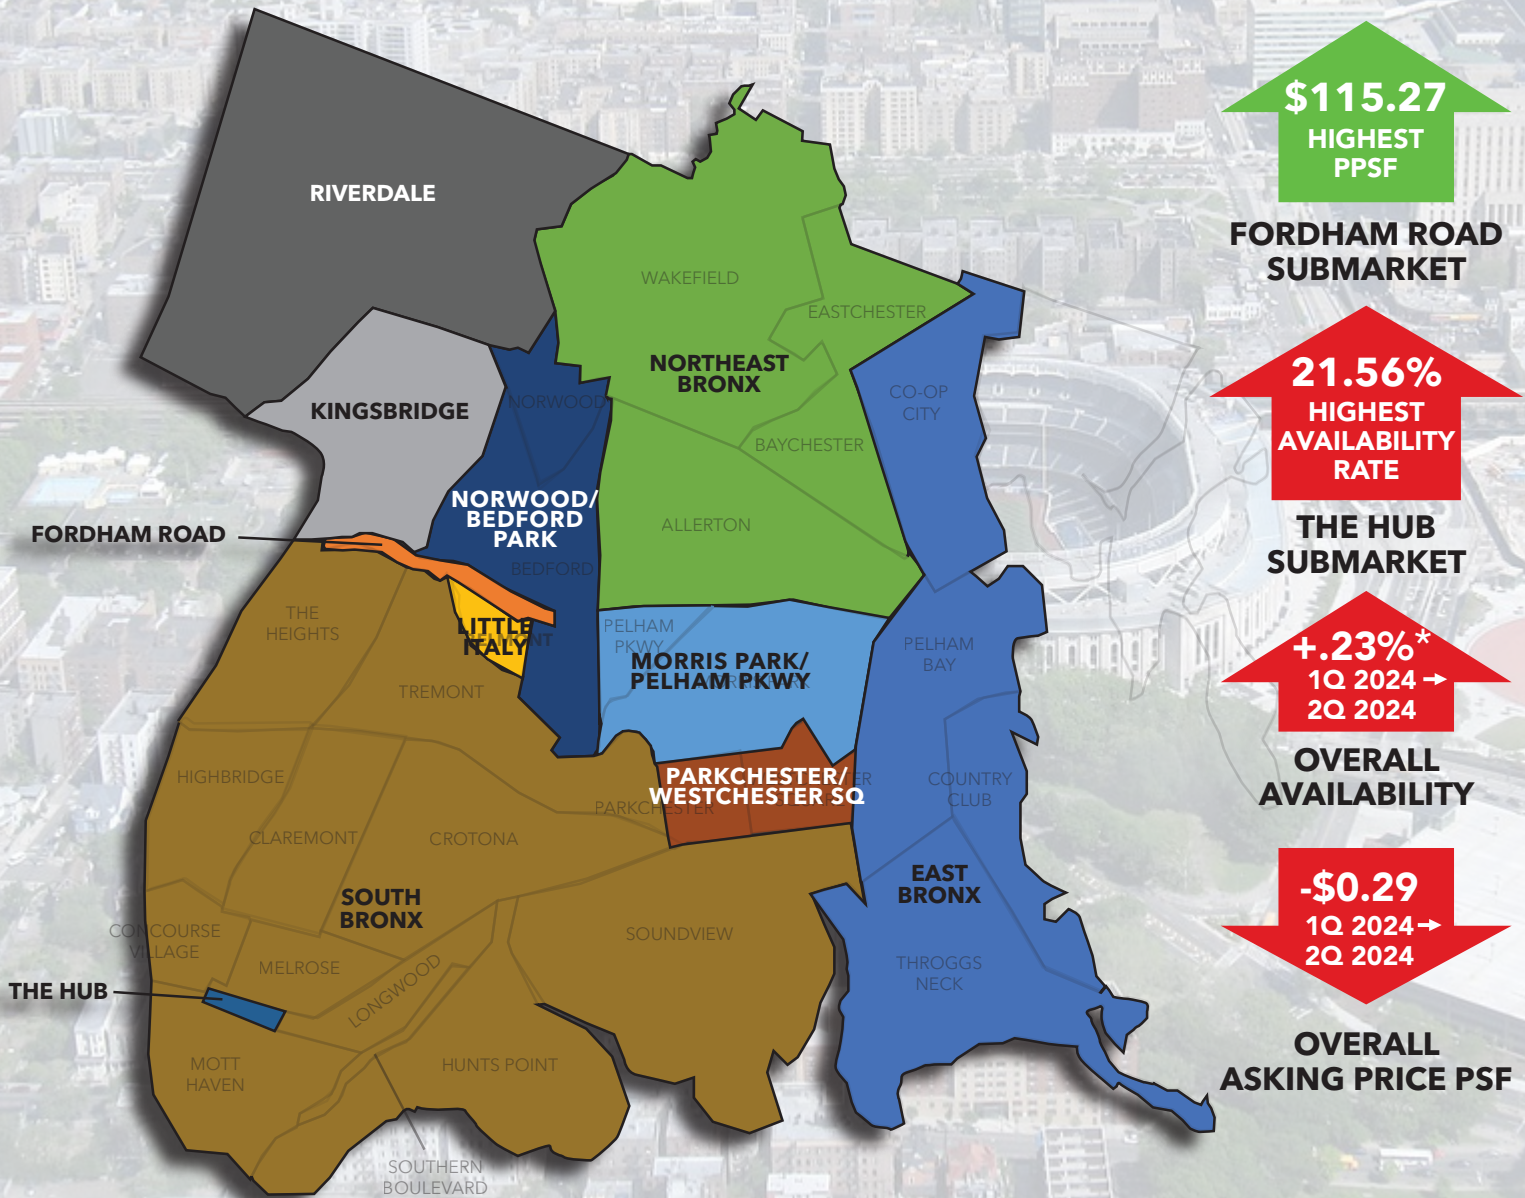 RIVERDALE
WAKEFIELD
EASTCHESTER
NORTHEAST
BRONX
CO-OP
CITY
KINGSBRIDGE
NORWOOD
BAYCHESTER
NORWOOD/
BEDFORD
PARK
ALLERTON
FORDHAM ROAD
BEDFORD
THE
HEIGHTS
LITTLE
ITALY
BELMONT
PELHAM
PKWY
MORRIS PARK/
PELHAM PKWY
MORRIS PARK
PELHAM
BAY
TREMONT
HIGHBRIDGE
PARKCHESTER/
WESTCHESTER SQ
PARKCHESTER
COUNTRY
CLUB
CLAREMONT
CROTONA
SOUTH
BRONX
EAST
BRONX
CONCOURSE
VILLAGE
SOUNDVIEW
MELROSE
LONGWOOD
THROGGS
NECK
THE HUB
MOTT
HAVEN
HUNTS POINT
SOUTHERN
BOULEVARD
$115.27
HIGHEST
PPSF
FORDHAM ROAD
SUBMARKET
21.56%
HIGHEST
AVAILABILITY
RATE
THE HUB
SUBMARKET
+.23%*
1Q 2024 →
2Q 2024
OVERALL
AVAILABILITY
-$0.29
1Q 2024 →
2Q 2024
OVERALL
ASKING PRICE PSF